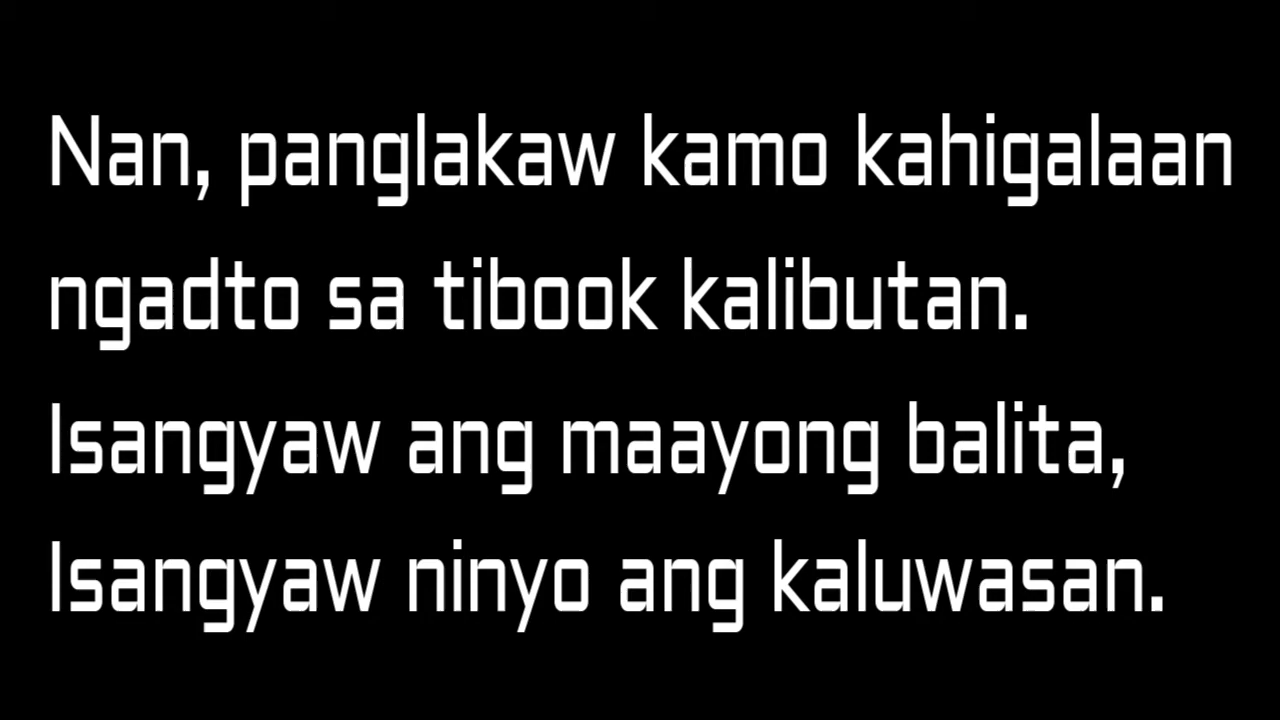 Nan, panglakaw kamo kahigalaan
ngadto sa tibook kalibutan.
Isangyaw ang maayong balita,
Isangyaw ninyo ang kaluwasan.